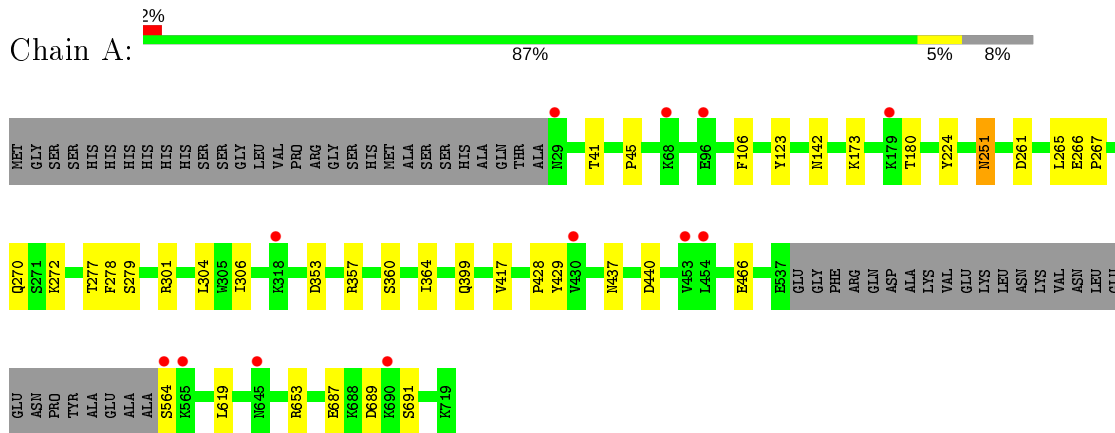 2%
Chain A:
87% 5% 8%
MET GLY SER SER HIS HIS HIS HIS HIS HIS SER SER GLY LEU VAL PRO ARG GLY SER HIS MET ALA SER SER HIS ALA GLN THR ALA N29 T41 P45 K68 E96 F106 Y123 N142 K173 K179 T180 Y224 N251 D261 L265 E266 P267
Q270 S271 K272 T277 F278 S279 R301 L304 W305 I306 K318 D353 R357 S360 I364 Q399 V417 P428 Y429 V430 N437 D440 V453 L454 E466 E537 GLU GLY PHE ARG GLN ASP ALA LYS VAL GLU LYS LEU ASN LYS VAL ASN LEU GLU
GLU ASN PRO TYR ALA GLU ALA ALA S564 K565 L619 N645 R653 E687 K688 D689 K690 S691 K719